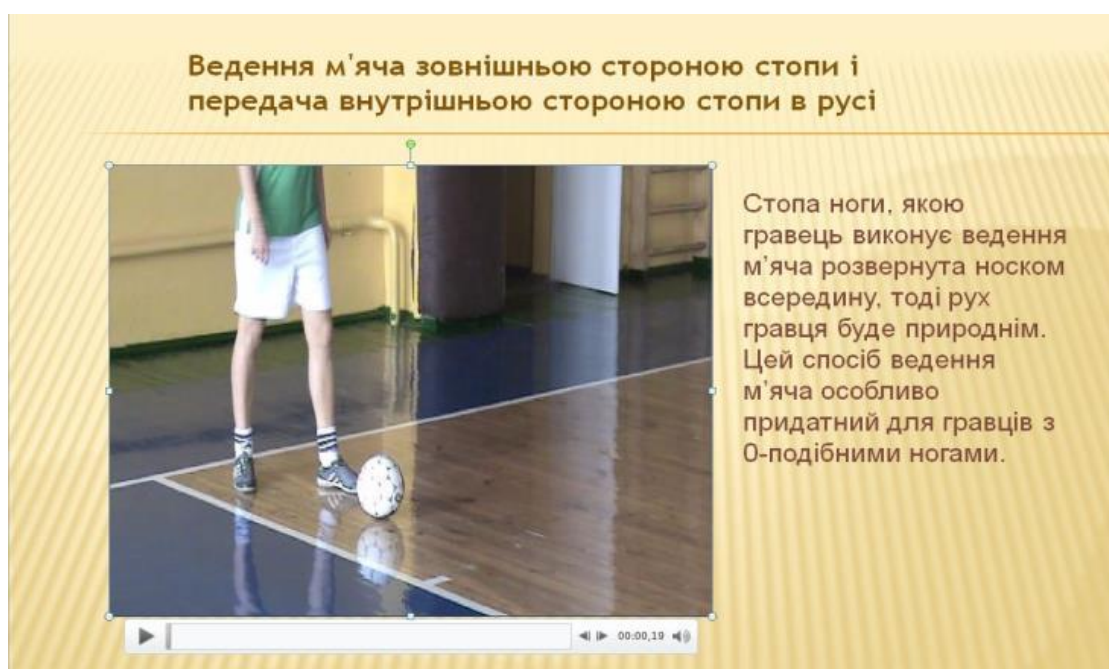 Ведення м'яча зовнішньою стороною стопи і
передача внутрішньою стороною стопи в русі
Стопа ноги, якою
гравець виконує ведення
м'яча розвернута носком
всередину, тоді рух
гравця буде природнім.
Цей спосіб ведення
м'яча особливо
придатний для гравців з
0-подібними ногами.
00:00,19